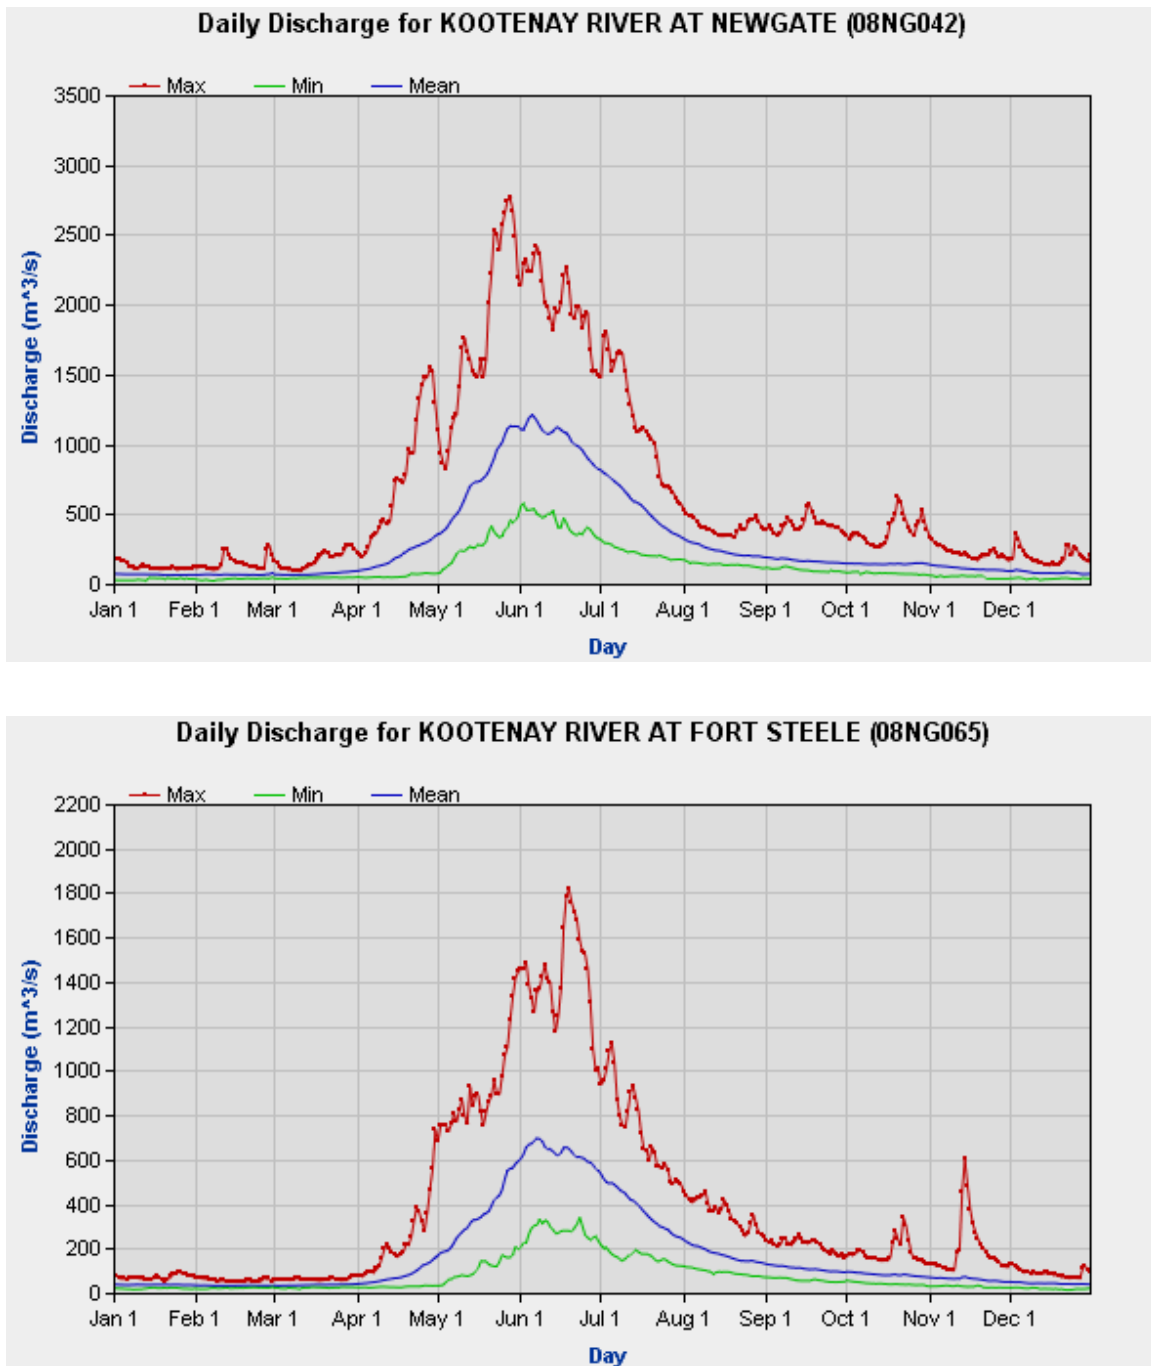 Daily Discharge for KOOTENAY RIVER AT NEWGATE (08NG042)
Max Min Mean
3500
3000
2500
2000
1500
1000
500
0
Discharge (m^3/s)
Jan 1 Feb 1 Mar 1 Apr 1 May 1 Jun 1 Jul 1 Aug 1 Sep 1 Oct 1 Nov 1 Dec 1
Day
Daily Discharge for KOOTENAY RIVER AT FORT STEELE (08NG065)
Max Min Mean
2200
2000
1800
1600
1400
1200
1000
800
600
400
200
0
Discharge (m^3/s)
Jan 1 Feb 1 Mar 1 Apr 1 May 1 Jun 1 Jul 1 Aug 1 Sep 1 Oct 1 Nov 1 Dec 1
Day